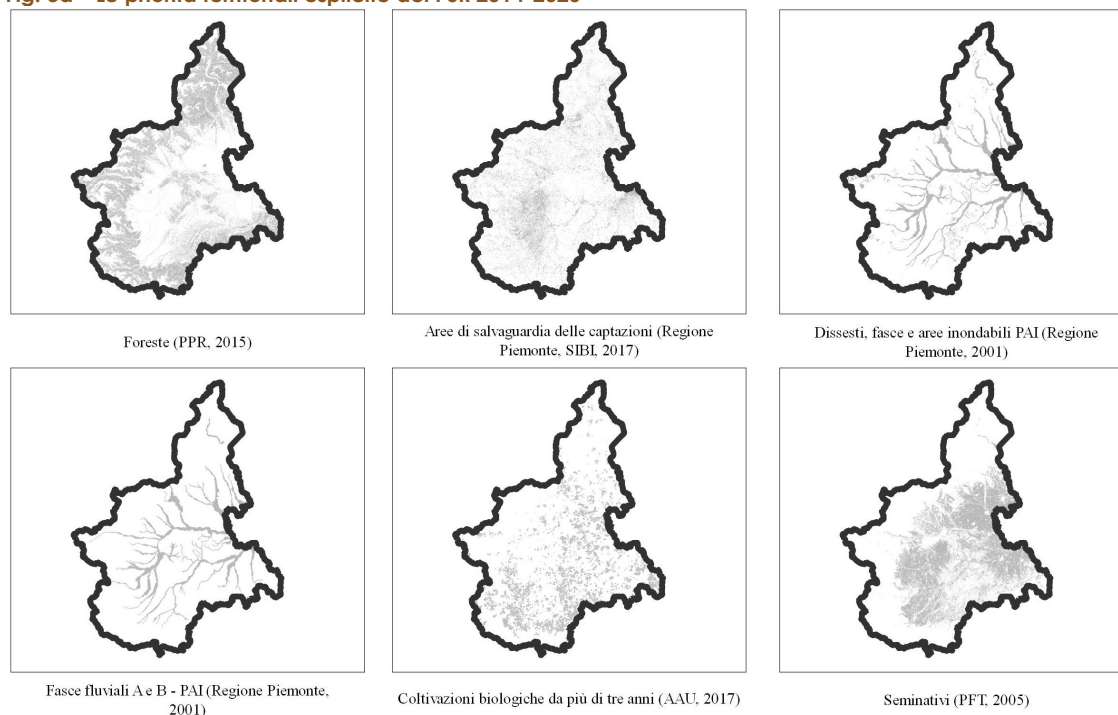 Foreste (PPR, 2015)
Aree di salvaguardia delle captazioni (Regione
Piemonte, SIBI, 2017)
Dissesti, fasce e aree inondabili PAI (Regione
Piemonte, 2001)
Fasce fluviali A e B - PAI (Regione Piemonte,
2001)
Coltivazioni biologiche da più di tre anni (AAU, 2017)
Seminativi (PFT, 2005)